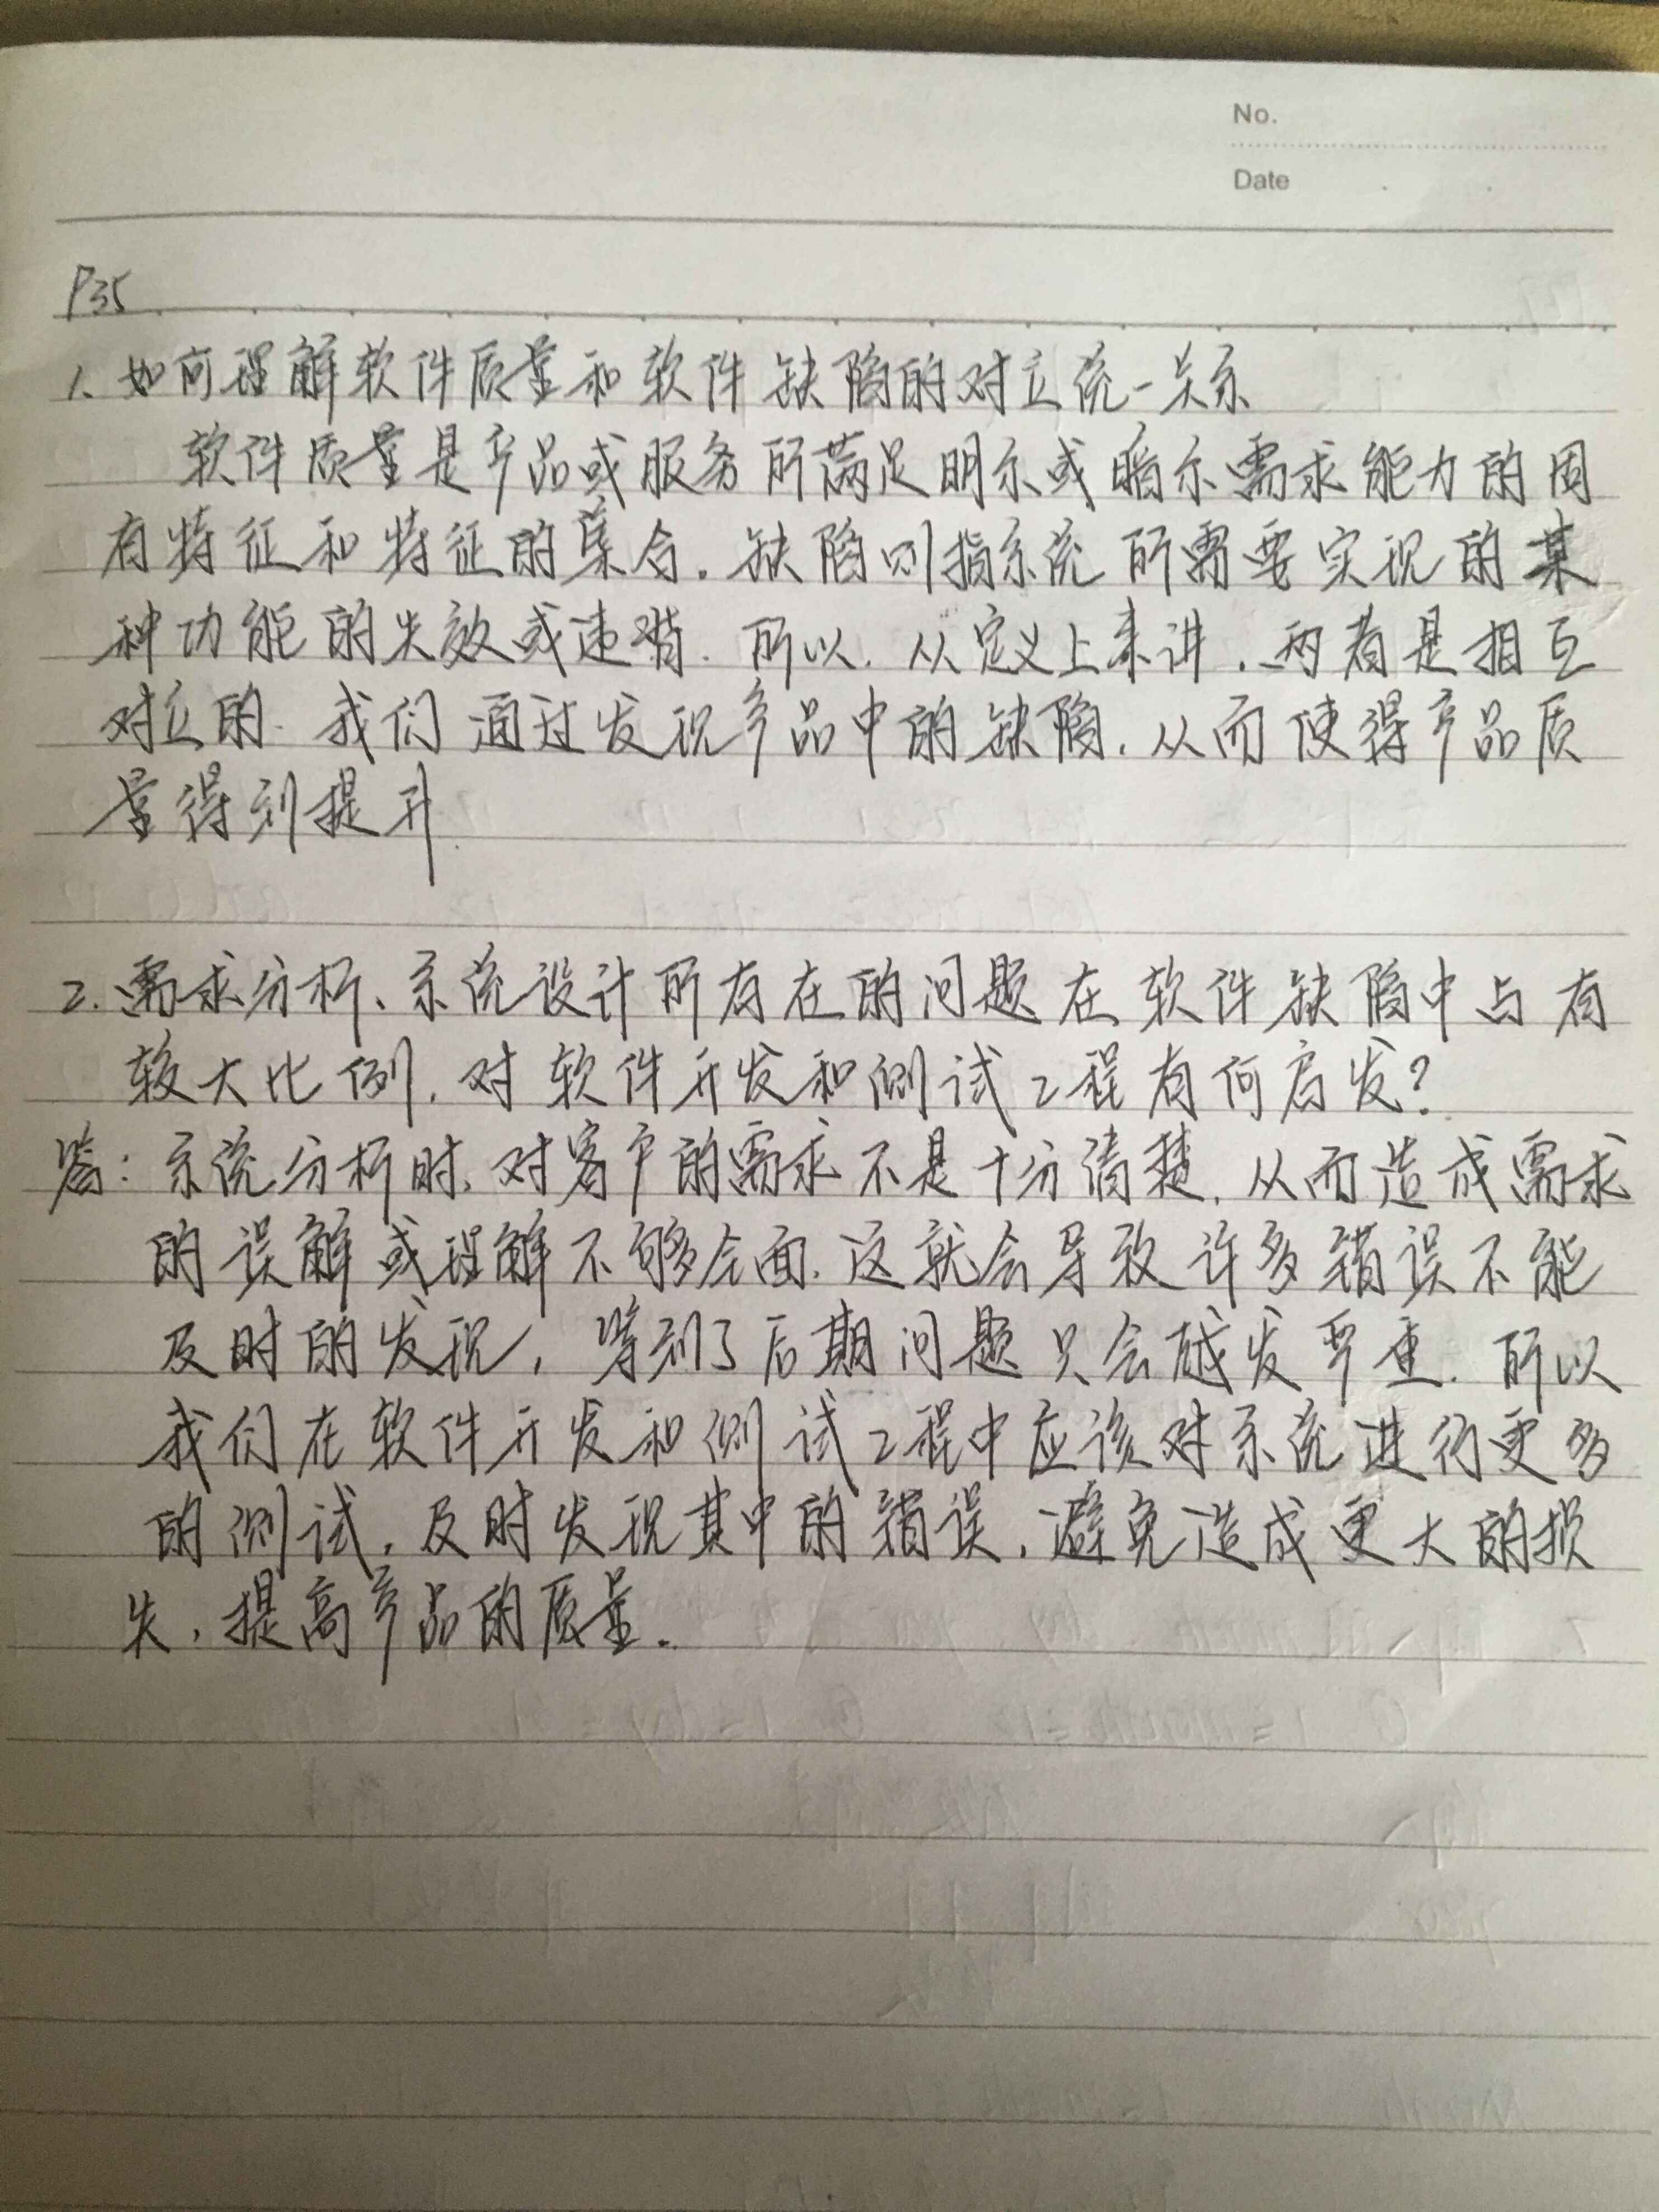 No.
Date
P35
1. 如何理解软件质量和软件缺陷的对立统一关系
软件质量是产品或服务所满足明示或暗示需求能力的固
有特征和特征的集合. 缺陷则指系统所需要实现的某
种功能的失效或违背. 所以, 从定义上来讲, 两者是相互
对立的. 我们通过发现产品中的缺陷, 从而使得产品质
量得到提升.
2. 需求分析、系统设计所存在的问题在软件缺陷中占有
较大比例, 对软件开发和测试工程有何启发?
答: 系统分析时, 对客户的需求不是十分清楚, 从而造成需求
的误解或理解不够全面. 这就会导致许多错误不能
及时的发现, 等到了后期问题只会越发严重. 所以
我们在软件开发和测试工程中应该对系统进行更多
的测试, 及时发现其中的错误, 避免造成更大的损
失, 提高产品的质量.